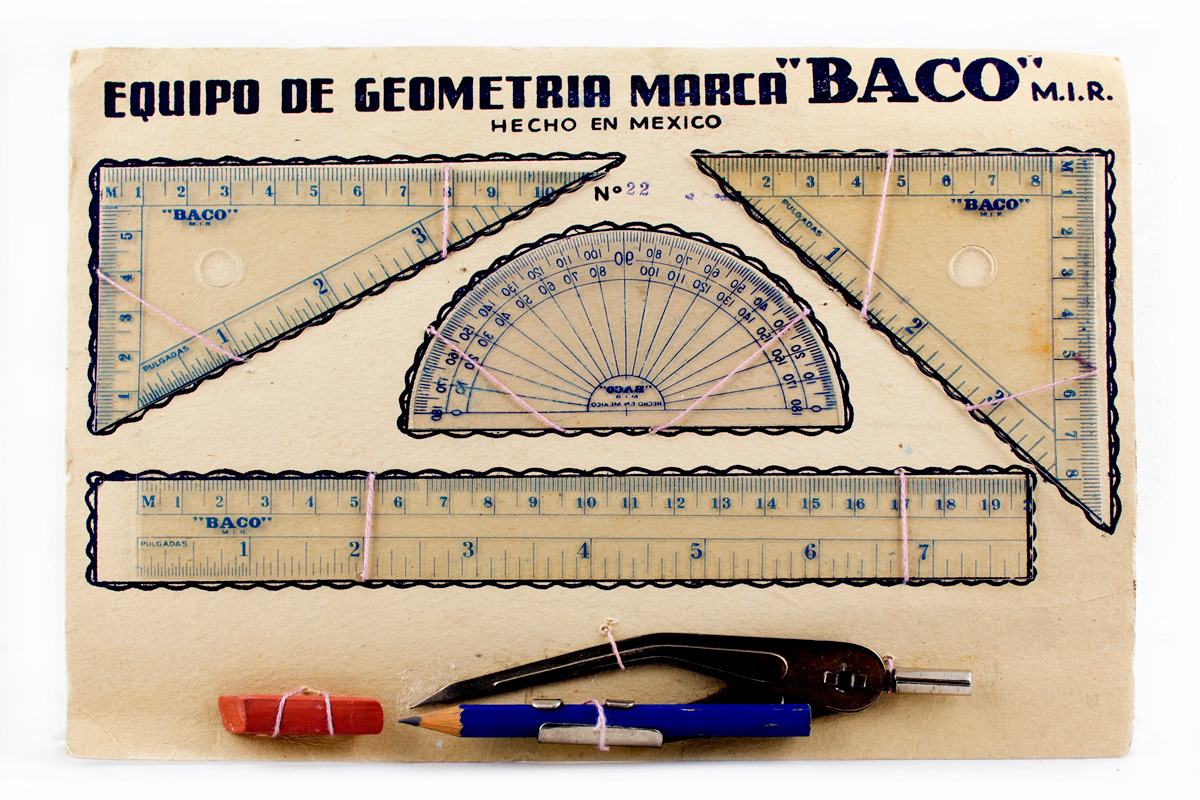 EQUIPO DE GEOMETRIA MARCA "BACO" M.I.R.
HECHO EN MEXICO
Nº 22
M 1 2 3 4 5 6 7 8 9 10
"BACO"
M.I.R.
5 4 3 2 1
PULGADAS 1 2 3
2 3 4 5 6 7 8
M 1 2 3 4 5 6 7 8
"BACO"
M.I.R.
PULGADAS 1 2 3
0 10 20 30 40 50 60 70 80 90 100 110 120 130 140 150 160 170 180
180 170 160 150 140 130 120 110 100 90 80 70 60 50 40 30 20 10 0
"BACO"
M.I.R.
HECHO EN MEXICO
M 1 2 3 4 5 6 7 8 9 10 11 12 13 14 15 16 17 18 19
"BACO"
M.I.R.
PULGADAS 1 2 3 4 5 6 7